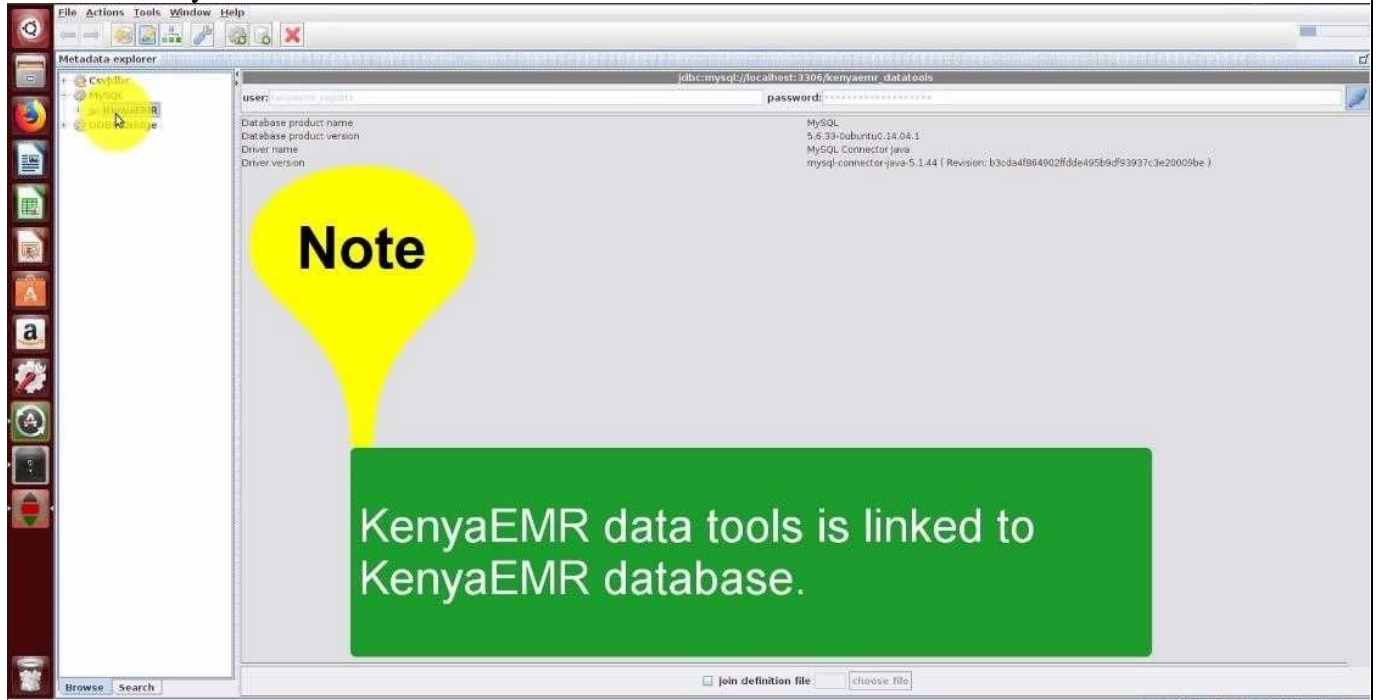 File Actions Tools Window Help
Metadata explorer
jdbc:mysql://localhost:3306/kenyaemr_datatools
MySQL
KenyaEMR
user:
password: ******************
Database product name MySQL
Database product version 5.6.33-0ubuntu0.14.04.1
Driver name MySQL Connector Java
Driver version mysql-connector-java-5.1.44 ( Revision: b3cda4f864902ffdde495b9df93937c3e20009be )
Note
KenyaEMR data tools is linked to
KenyaEMR database.
Browse Search
join definition file choose file